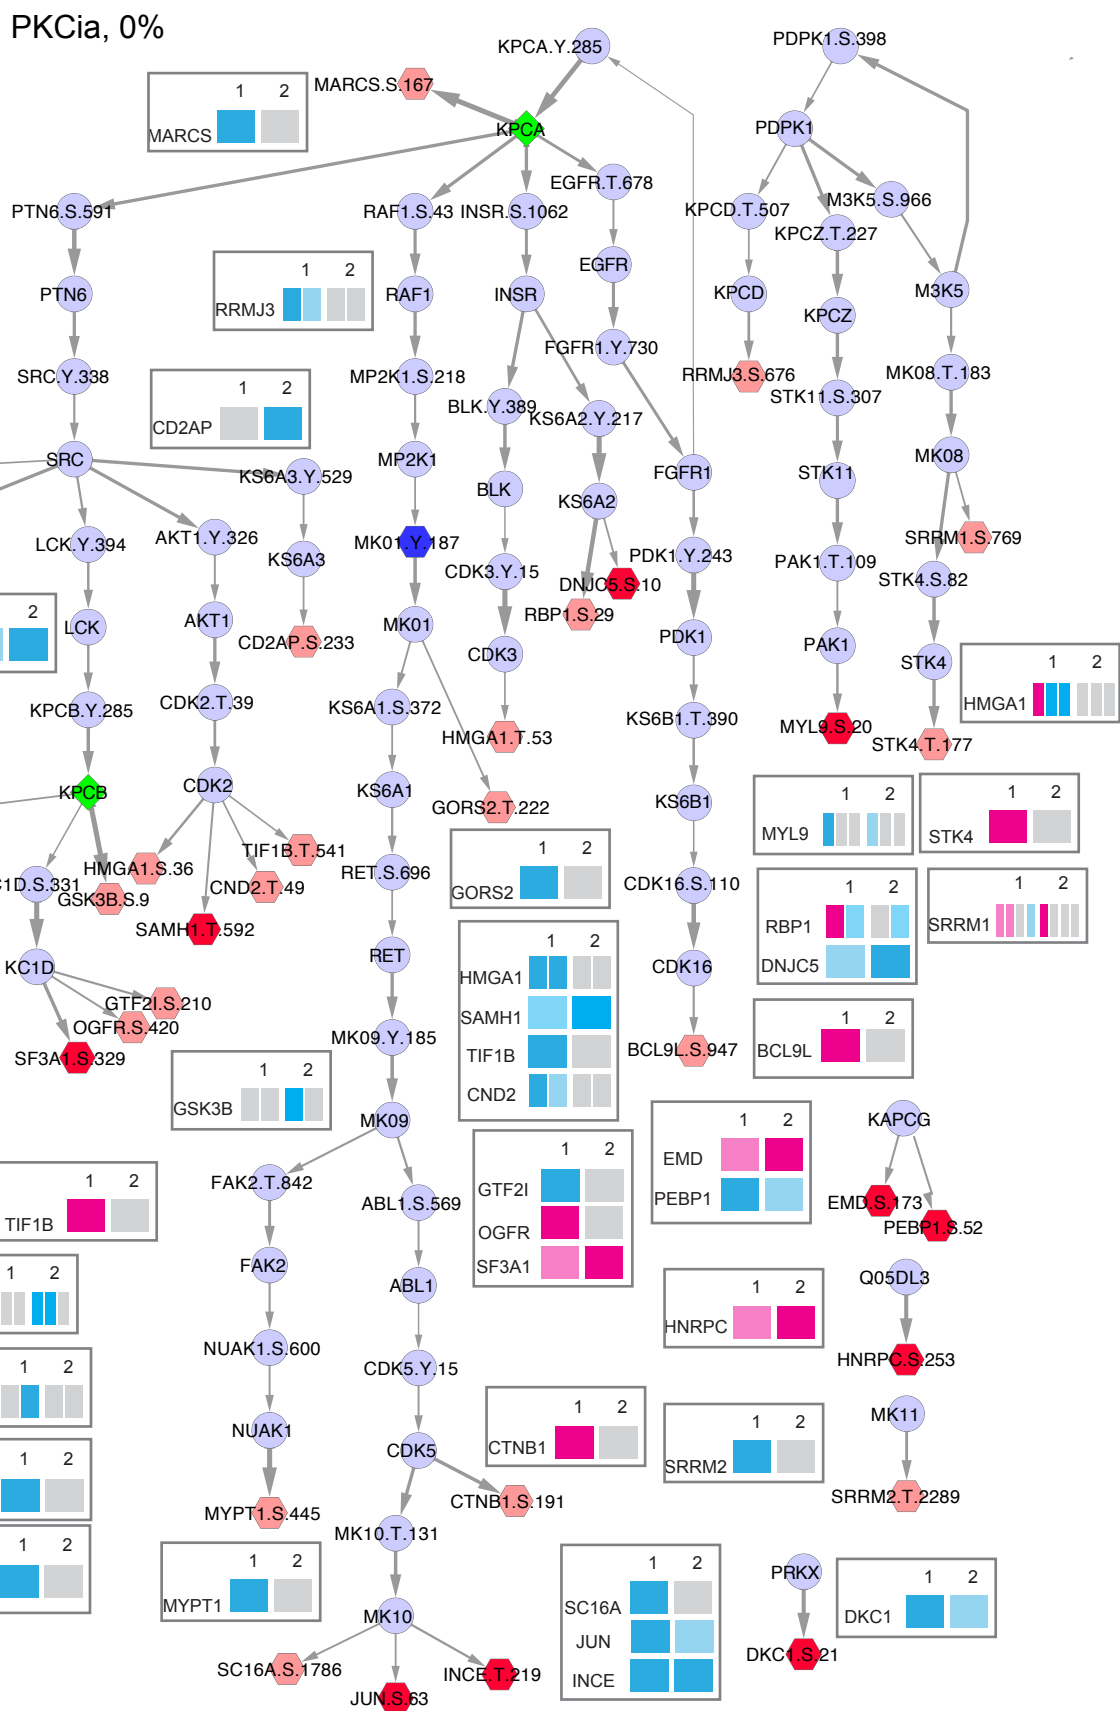 PKCia, 0%
KPCA.Y.285
PDPK1.S.398
MARCS.S.167
1 2
MARCS
KPCA
PDPK1
EGFR.T.678
PTN6.S.591
RAF1.S.43
INSR.S.1062
KPCD.T.507
M3K5.S.966
KPCZ.T.227
1 2
RRMJ3
PTN6
RAF1
INSR
EGFR
KPCD
M3K5
KPCZ
FGFR1.Y.730
SRC.Y.338
MP2K1.S.218
RRMJ3.S.676
MK08.T.183
1 2
CD2AP
BLK.Y.389
KS6A2.Y.217
STK11.S.307
SRC
KS6A3.Y.529
MP2K1
BLK
FGFR1
STK11
MK08
KS6A2
LCK.Y.394
AKT1.Y.326
MK01.Y.187
SRRM1.S.769
KS6A3
CDK3.Y.15
DNJC5.S.10
PDK1.Y.243
PAK1.T.109
STK4.S.82
2
LCK
AKT1
CD2AP.S.233
MK01
RBP1.S.29
CDK3
PDK1
PAK1
STK4
1 2
HMGA1
KPCB.Y.285
CDK2.T.39
KS6A1.S.372
HMGA1.T.53
KS6B1.T.390
MYL9.S.20
STK4.T.177
KPCB
CDK2
KS6A1
GORS2.T.222
KS6B1
1 2
MYL9
1 2
STK4
TIF1B.T.541
HMGA1.S.36
C1D.S.331
GSK3B.S.9
CND2.T.49
RET.S.696
1 2
GORS2
CDK16.S.110
1 2
RBP1
DNJC5
1 2
SRRM1
SAMH1.T.592
KC1D
RET
1 2
HMGA1
SAMH1
TIF1B
CND2
CDK16
GTF2I.S.210
OGFR.S.420
SF3A1.S.329
MK09.Y.185
BCL9L.S.947
1 2
BCL9L
1 2
GSK3B
MK09
1 2
EMD
PEBP1
KAPCG
1 2
TIF1B
FAK2.T.842
ABL1.S.569
1 2
GTF2I
OGFR
SF3A1
EMD.S.173
PEBP1.S.52
1 2
FAK2
ABL1
1 2
HNRPC
Q05DL3
NUAK1.S.600
CDK5.Y.15
HNRPC.S.253
1 2
NUAK1
CDK5
1 2
CTNB1
1 2
SRRM2
MK11
1 2
MYPT1.S.445
CTNB1.S.191
SRRM2.T.2289
MK10.T.131
1 2
1 2
MYPT1
MK10
1 2
SC16A
JUN
INCE
PRKX
1 2
DKC1
SC16A.S.1786
JUN.S.63
INCE.T.219
DKC1.S.21